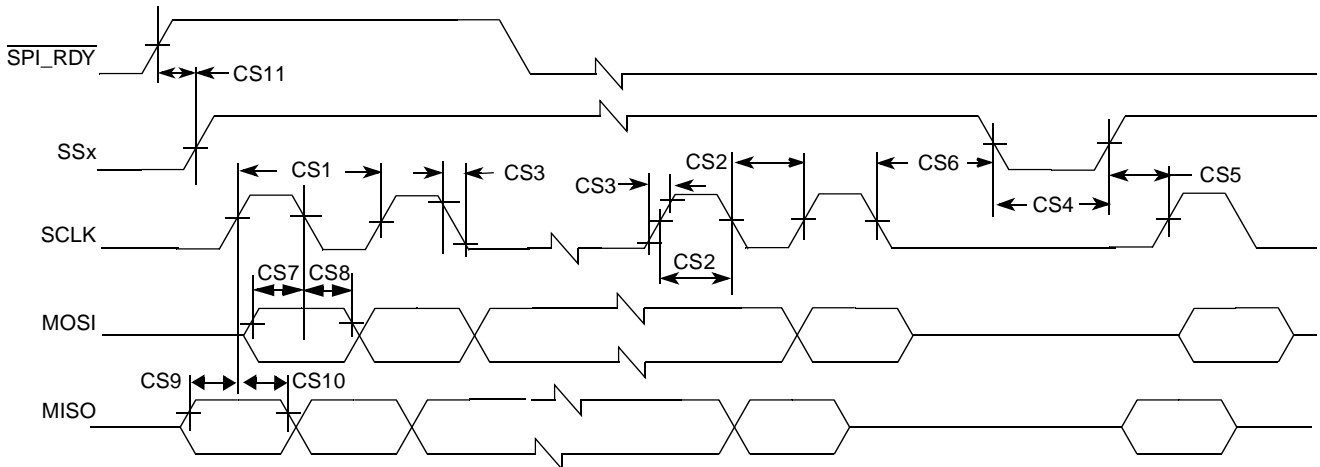 SPI_RDY
CS11
SSx
CS1
CS3
CS3
CS2
CS6
CS5
CS4
SCLK
CS2
CS7
CS8
MOSI
CS9
CS10
MISO